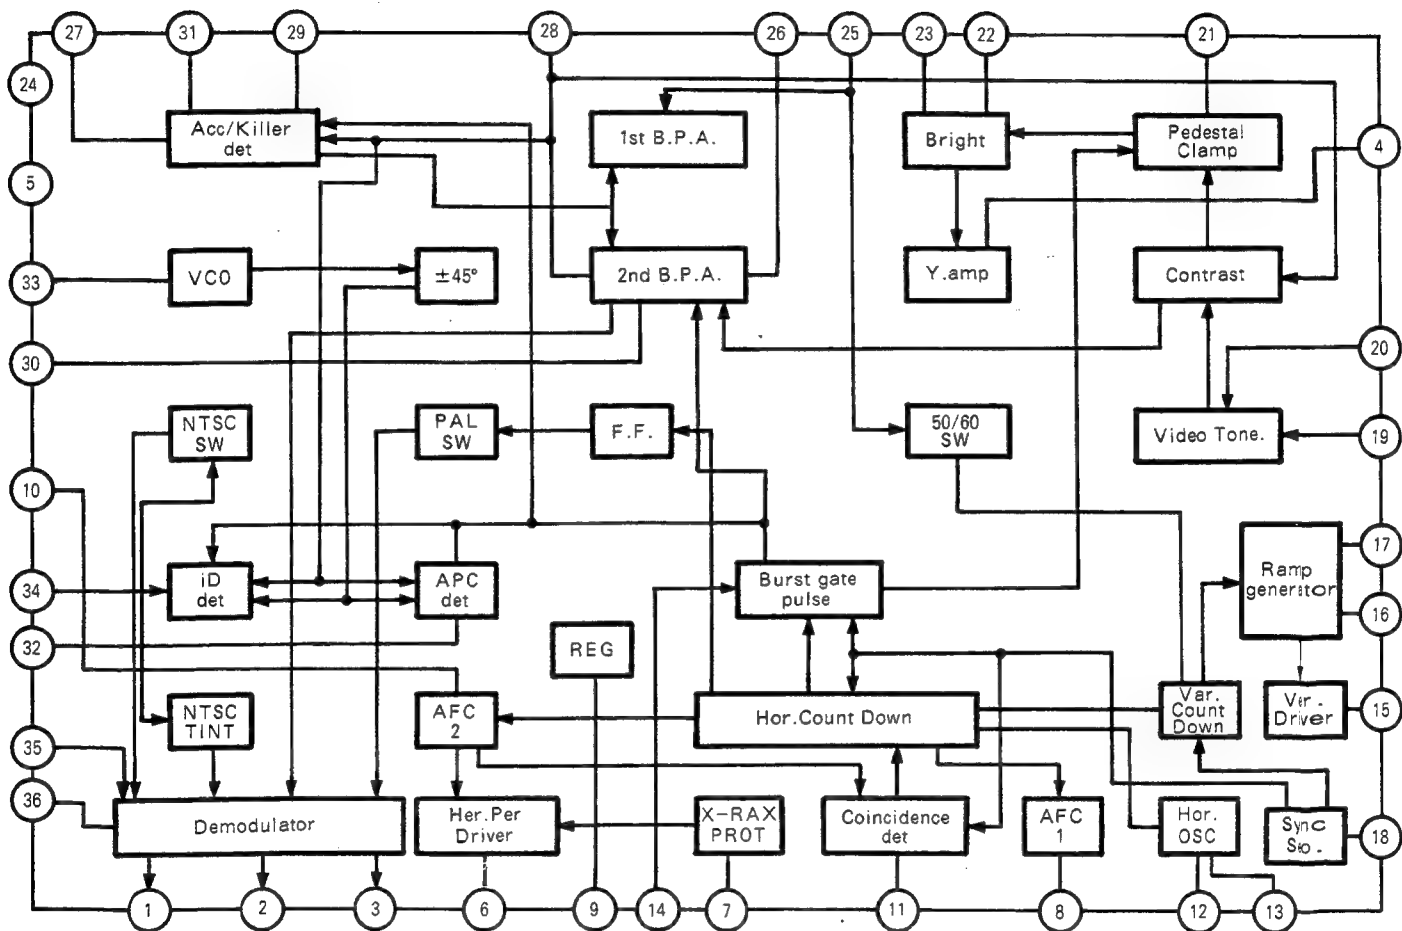 27
31
29
28
26
25
23
22
21
24
Acc/Killer
det
1st B.P.A.
Bright
Pedestal
Clamp
4
5
33
VCO
±45°
2nd B.P.A.
Y.amp
Contrast
30
20
NTSC
SW
PAL
SW
F.F.
50/60
SW
Video Tone.
19
10
17
34
iD
det
APC
det
Burst gate
pulse
Ramp
generator
16
32
REG
35
NTSC
TINT
AFC
2
Hor.Count Down
Var.
Count
Down
Driver
15
36
Demodulator
Her.Per
Driver
X-RAX
PROT
Coincidence
det
AFC
1
Hor.
OSC
Sync
18
1
2
3
6
9
14
7
11
8
12
13